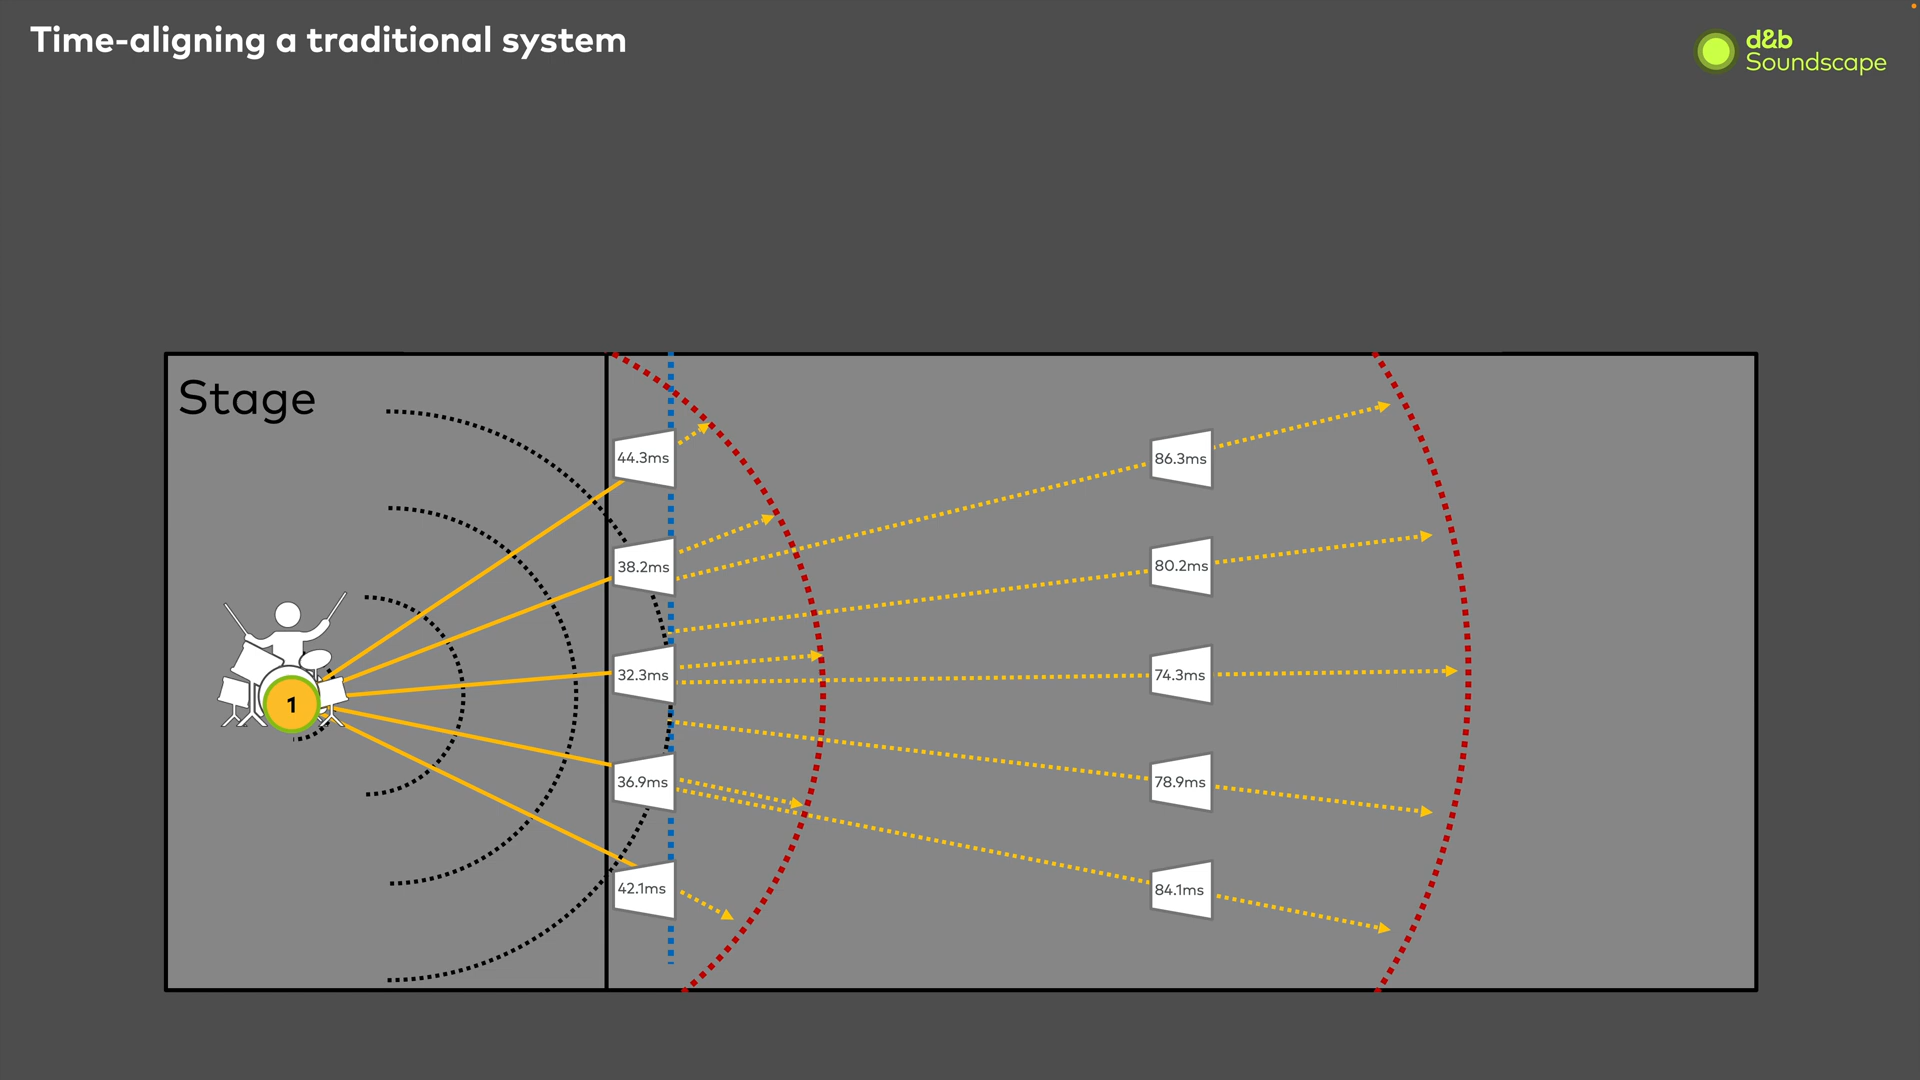 Time-aligning a traditional system
d&b
Soundscape
Stage
44.3ms
86.3ms
38.2ms
80.2ms
32.3ms
74.3ms
1
36.9ms
78.9ms
42.1ms
84.1ms